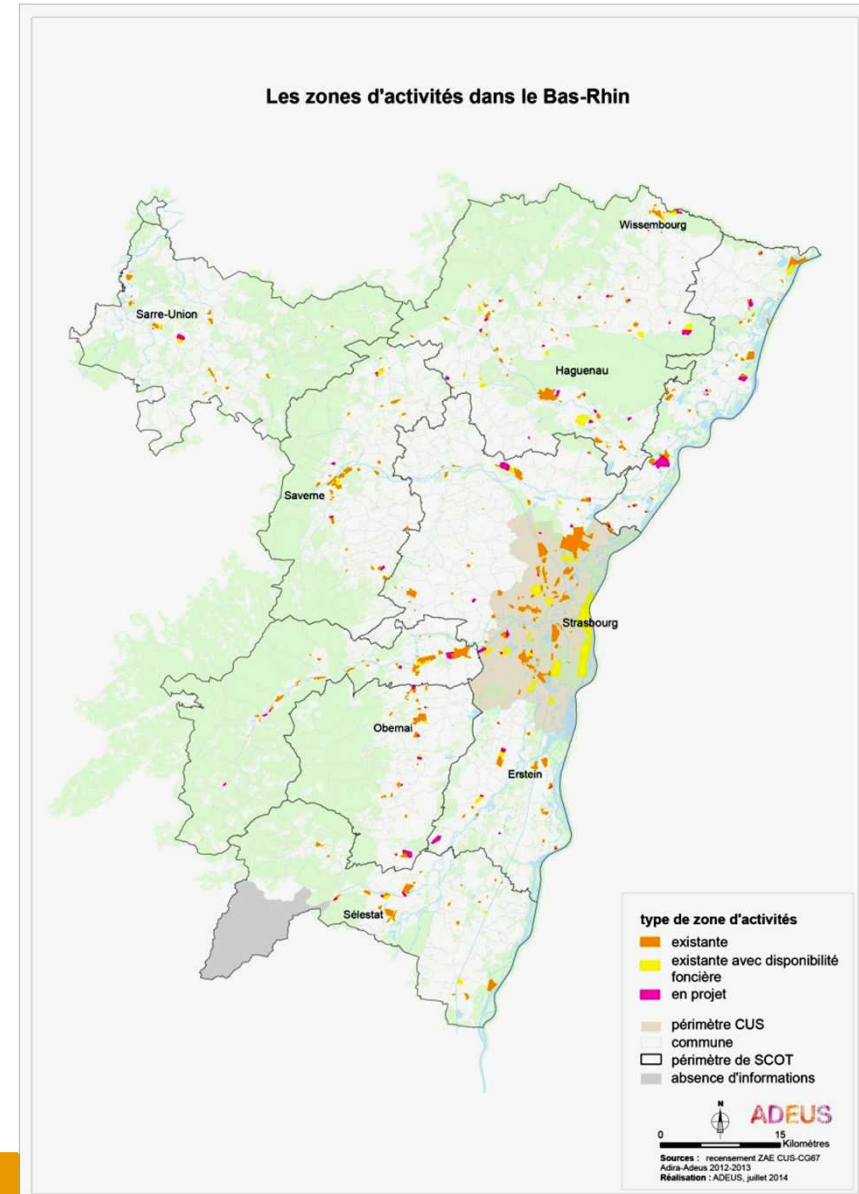 Les zones d'activités dans le Bas-Rhin
Wissembourg
Sarre-Union
Haguenau
Saverne
Strasbourg
Obernai
Erstein
Sélestat
type de zone d'activités
existante
existante avec disponibilité
foncière
en projet
périmètre CUS
commune
périmètre de SCOT
absence d'informations
N
ADEUS
0 15
Kilomètres
Sources : recensement ZAE CUS-CG67
Adira-Adeus 2012-2013
Réalisation : ADEUS, juillet 2014